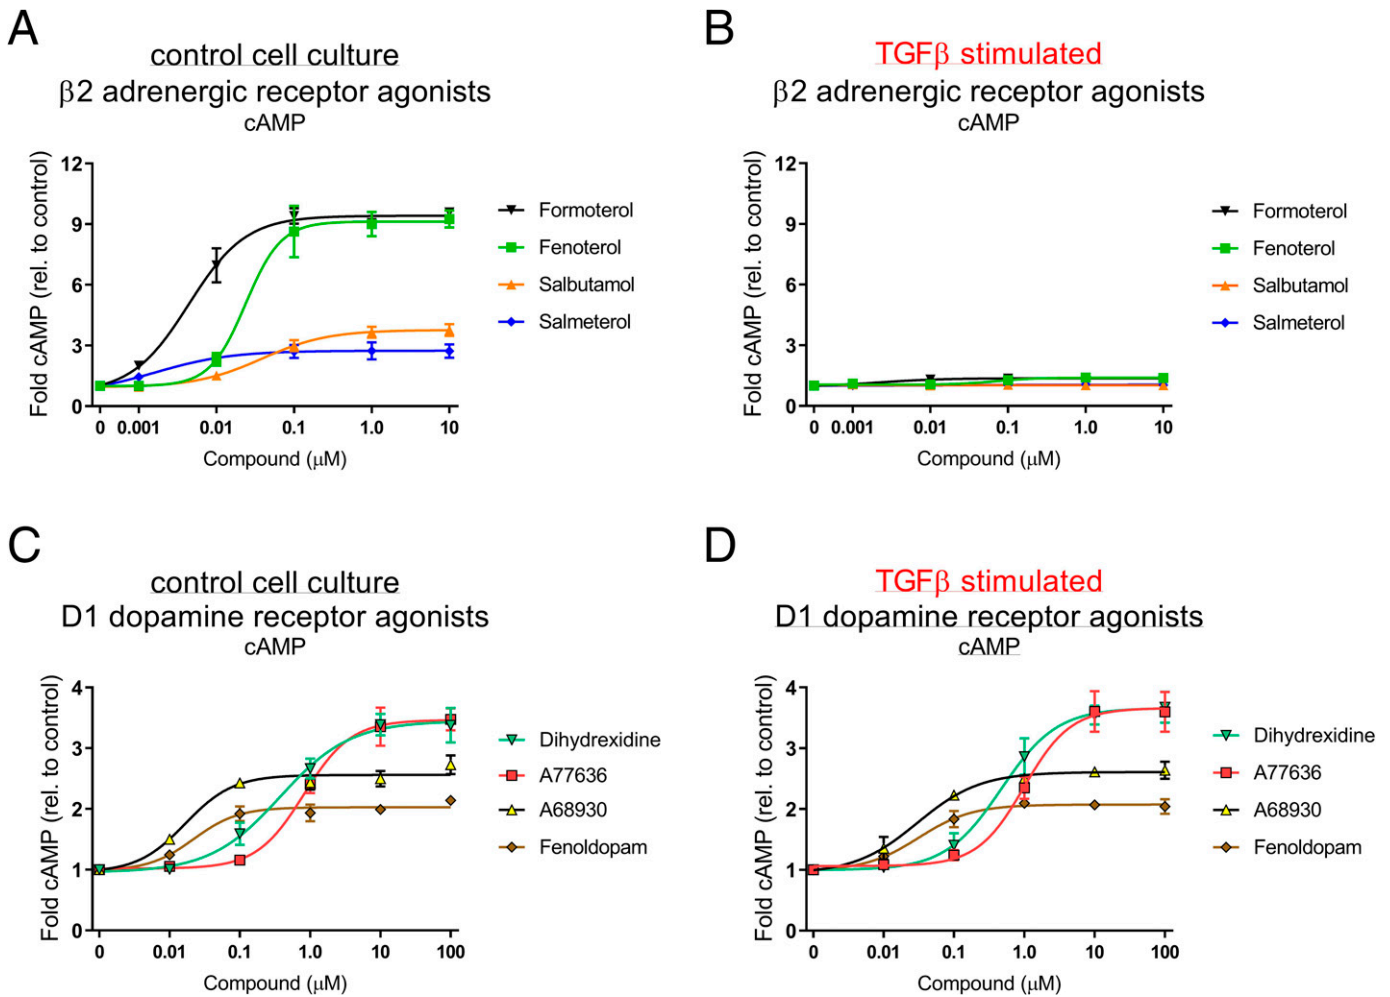 A
control cell culture
β2 adrenergic receptor agonists
cAMP
Fold cAMP (rel. to control)
12
9
6
3
0
0 0.001 0.01 0.1 1.0 10
Compound (μM)
Formoterol
Fenoterol
Salbutamol
Salmeterol
B
TGFβ stimulated
β2 adrenergic receptor agonists
cAMP
Fold cAMP (rel. to control)
12
9
6
3
0
0 0.001 0.01 0.1 1.0 10
Compound (μM)
Formoterol
Fenoterol
Salbutamol
Salmeterol
C
control cell culture
D1 dopamine receptor agonists
cAMP
Fold cAMP (rel. to control)
4
3
2
1
0
0 0.01 0.1 1.0 10 100
Compound (μM)
Dihydrexidine
A77636
A68930
Fenoldopam
D
TGFβ stimulated
D1 dopamine receptor agonists
cAMP
Fold cAMP (rel. to control)
4
3
2
1
0
0 0.01 0.1 1.0 10 100
Compound (μM)
Dihydrexidine
A77636
A68930
Fenoldopam